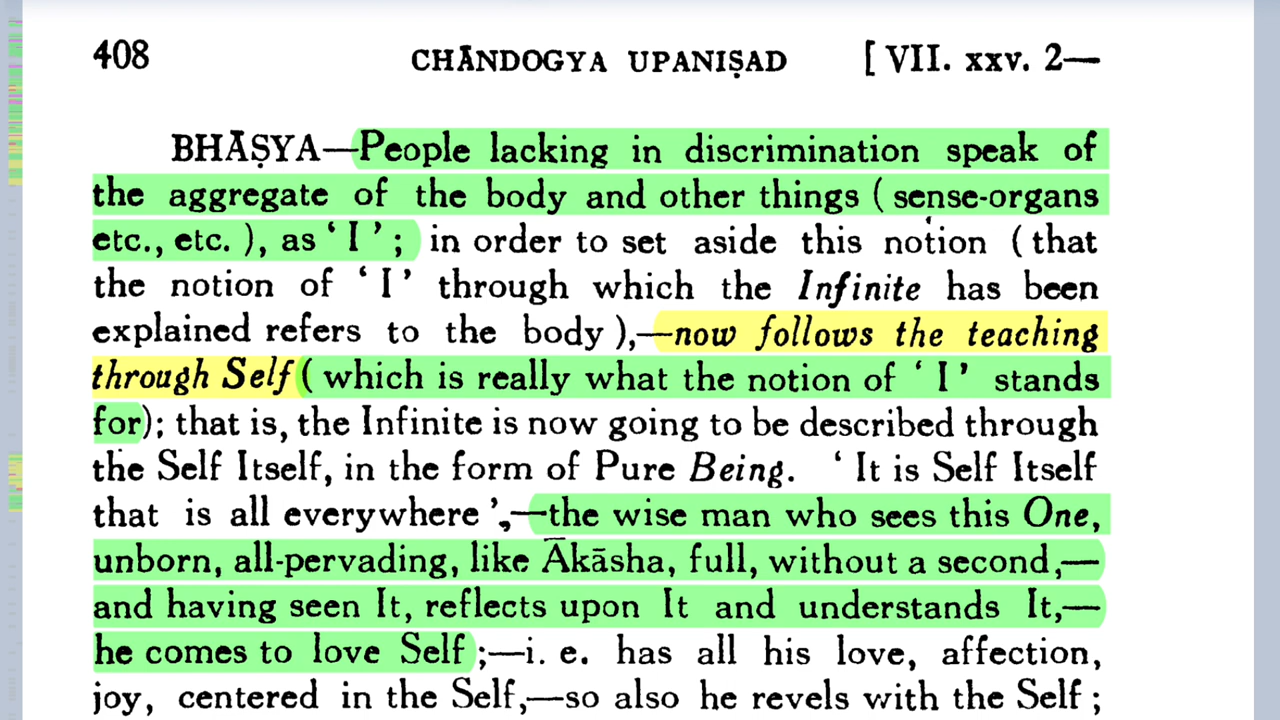 408 CHĀNDOGYA UPANIṢAD [ VII. xxv. 2—
BHĀṢYA—People lacking in discrimination speak of
the aggregate of the body and other things ( sense-organs
etc., etc. ), as ‘ I ’ ; in order to set aside this notion ( that
the notion of ‘ I ’ through which the Infinite has been
explained refers to the body ),—now follows the teaching
through Self ( which is really what the notion of ‘ I ’ stands
for); that is, the Infinite is now going to be described through
the Self Itself, in the form of Pure Being. ‘ It is Self Itself
that is all everywhere ’,—the wise man who sees this One,
unborn, all-pervading, like Ākāsha, full, without a second,—
and having seen It, reflects upon It and understands It,—
he comes to love Self ;—i. e. has all his love, affection,
joy, centered in the Self,—so also he revels with the Self ;